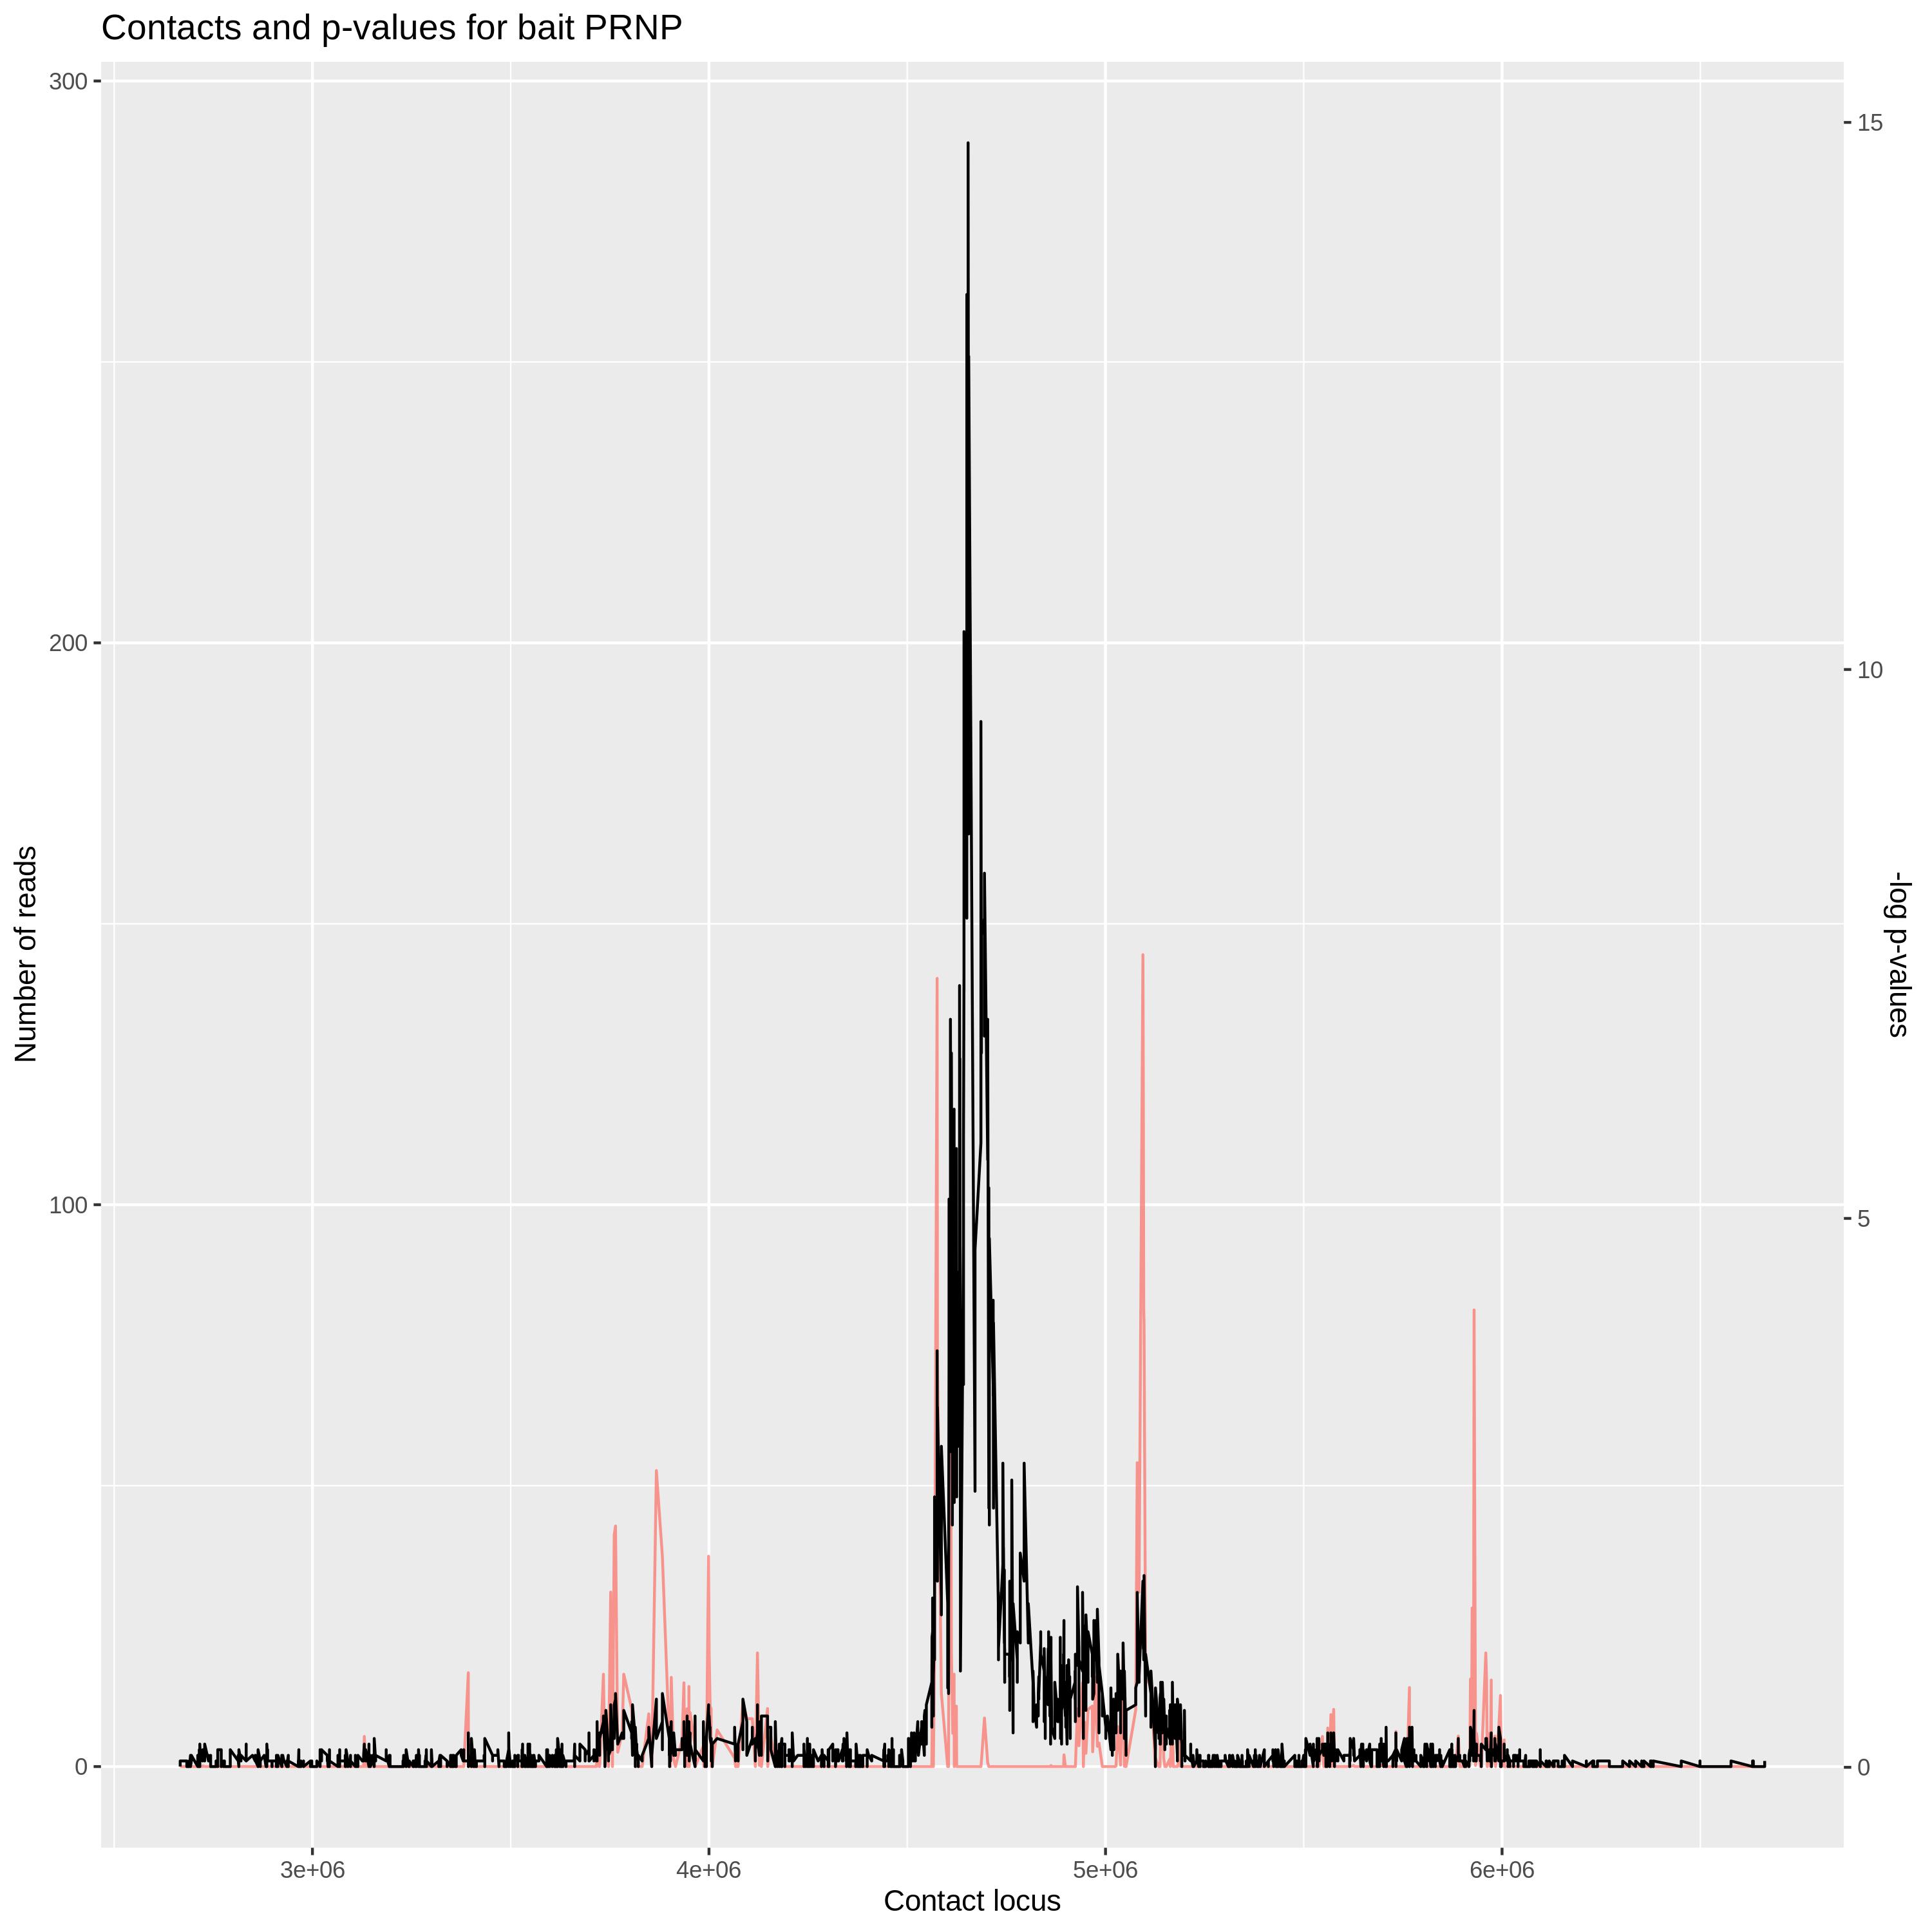 Contacts and p-values for bait PRNP
300
200
100
0
Number of reads
15
10
5
0
-log p-values
3e+06
4e+06
5e+06
6e+06
Contact locus